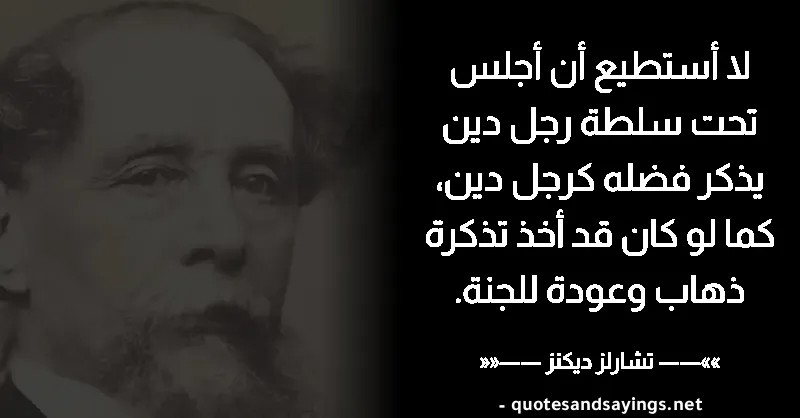 لا أستطيع أن أجلس
تحت سلطة رجل دين
يذكر فضله كرجل دين،
كما لو كان قد أخذ تذكرة
ذهاب وعودة للجنة.
»»—— تشارلز ديكنز ——««
- quotesandsayings.net